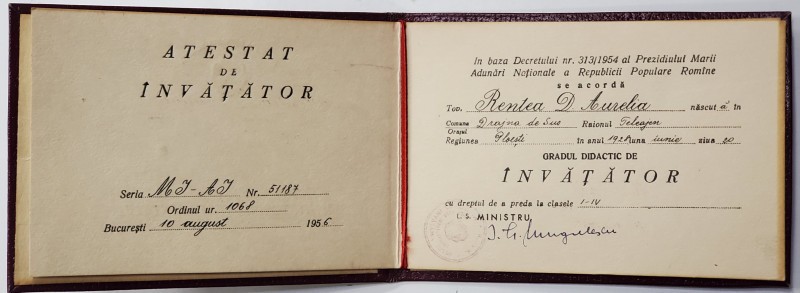 ATESTAT
DE
ÎNVĂȚĂTOR
Seria MI-AI Nr. 51187
Ordinul nr. 1068
București 10 august 1956
în baza Decretului nr. 313/1954 al Prezidiului Marii
Adunări Naționale a Republicii Populare Romîne
se acordă
Tov. Rentea D Aurelia născut ă în
Comuna Drajna de Sus Raionul Teleajen
Orașul
Regiunea Ploești în anul 1928 luna iunie ziua 20
GRADUL DIDACTIC DE
ÎNVĂȚĂTOR
cu dreptul de a preda la clasele I-IV
MINISTRU,